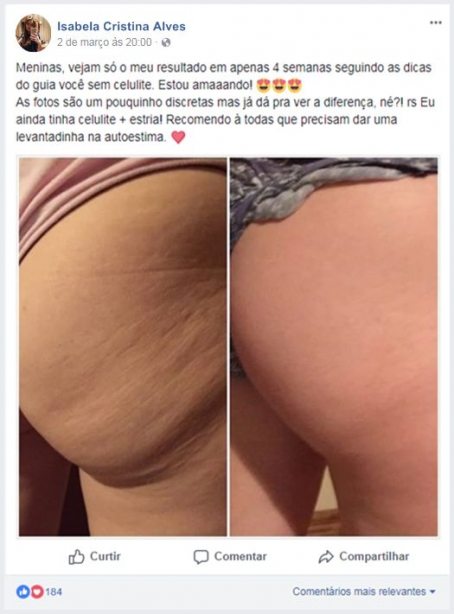 Isabela Cristina Alves
2 de março às 20:00 ·
Meninas, vejam só o meu resultado em apenas 4 semanas seguindo as dicas
do guia você sem celulite. Estou amaaando! 😍😍😍
As fotos são um pouquinho discretas mas já dá pra ver a diferença, né?! rs Eu
ainda tinha celulite + estria! Recomendo à todas que precisam dar uma
levantadinha na autoestima. ❤️
Curtir Comentar Compartilhar
184 Comentários mais relevantes